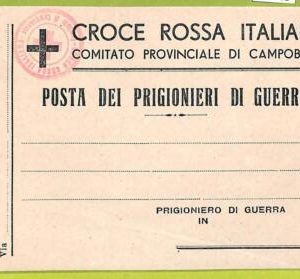 CROCE ROSSA ITALIA
COMITATO PROVINCIALE DI CAMPOB
POSTA DEI PRIGIONIERI DI GUERR
PRIGIONIERO DI GUERRA
IN
Via